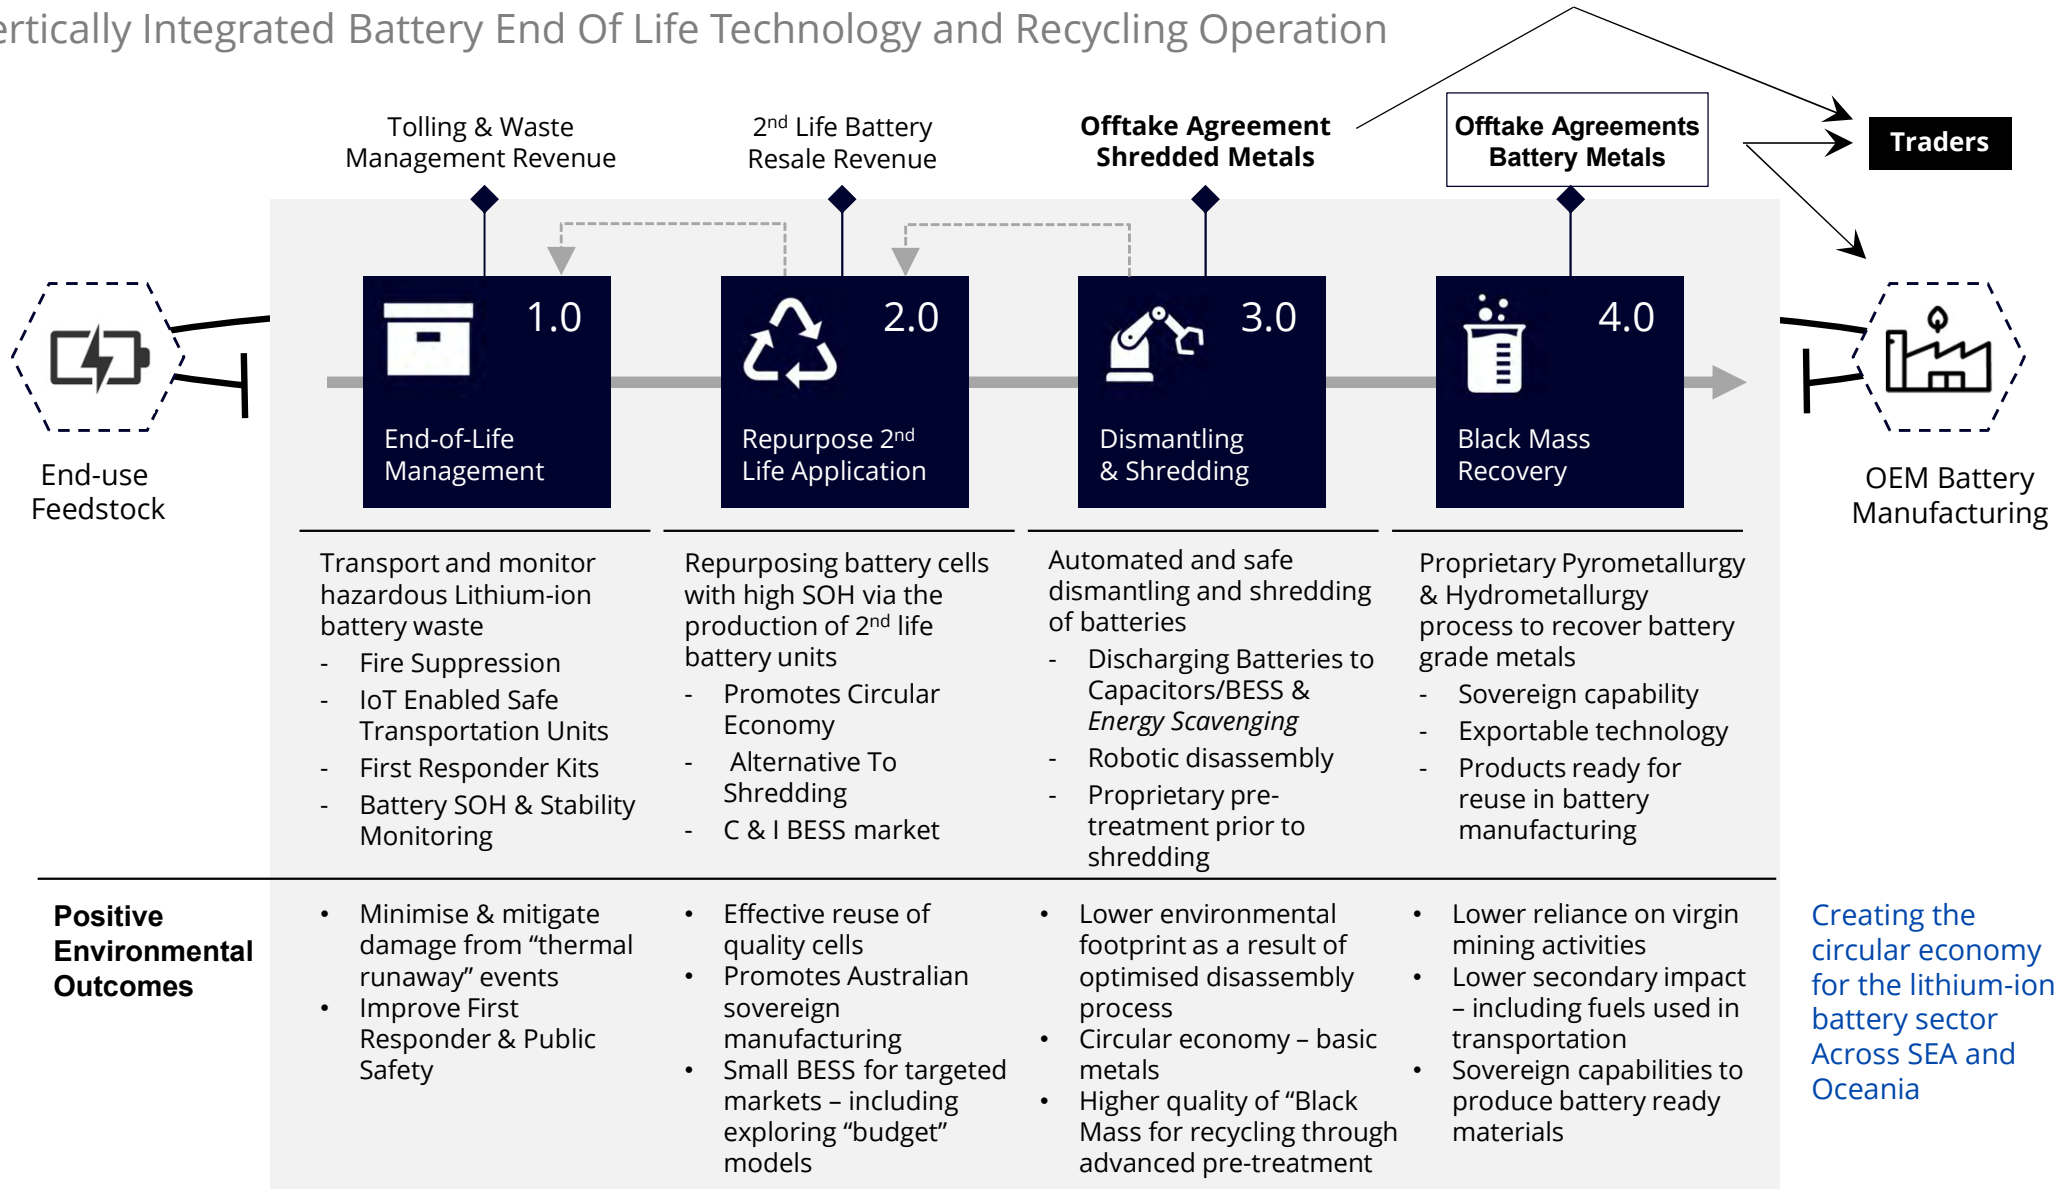 ertically Integrated Battery End Of Life Technology and Recycling Operation
Tolling & Waste
Management Revenue
2nd Life Battery
Resale Revenue
Offtake Agreement
Shredded Metals
Offtake Agreements
Battery Metals
Traders
1.0
End-of-Life
Management
2.0
Repurpose 2nd
Life Application
3.0
Dismantling
& Shredding
4.0
Black Mass
Recovery
End-use
Feedstock
OEM Battery
Manufacturing
Transport and monitor
hazardous Lithium-ion
battery waste
- Fire Suppression
- IoT Enabled Safe
Transportation Units
- First Responder Kits
- Battery SOH & Stability
Monitoring
Repurposing battery cells
with high SOH via the
production of 2nd life
battery units
- Promotes Circular
Economy
- Alternative To
Shredding
- C & I BESS market
Automated and safe
dismantling and shredding
of batteries
- Discharging Batteries to
Capacitors/BESS &
Energy Scavenging
- Robotic disassembly
- Proprietary pre-
treatment prior to
shredding
Proprietary Pyrometallurgy
& Hydrometallurgy
process to recover battery
grade metals
- Sovereign capability
- Exportable technology
- Products ready for
reuse in battery
manufacturing
Positive
Environmental
Outcomes
• Minimise & mitigate
damage from “thermal
runaway” events
• Improve First
Responder & Public
Safety
• Effective reuse of
quality cells
• Promotes Australian
sovereign
manufacturing
• Small BESS for targeted
markets – including
exploring “budget”
models
• Lower environmental
footprint as a result of
optimised disassembly
process
• Circular economy – basic
metals
• Higher quality of “Black
Mass for recycling through
advanced pre-treatment
• Lower reliance on virgin
mining activities
• Lower secondary impact
– including fuels used in
transportation
• Sovereign capabilities to
produce battery ready
materials
Creating the
circular economy
for the lithium-ion
battery sector
Across SEA and
Oceania